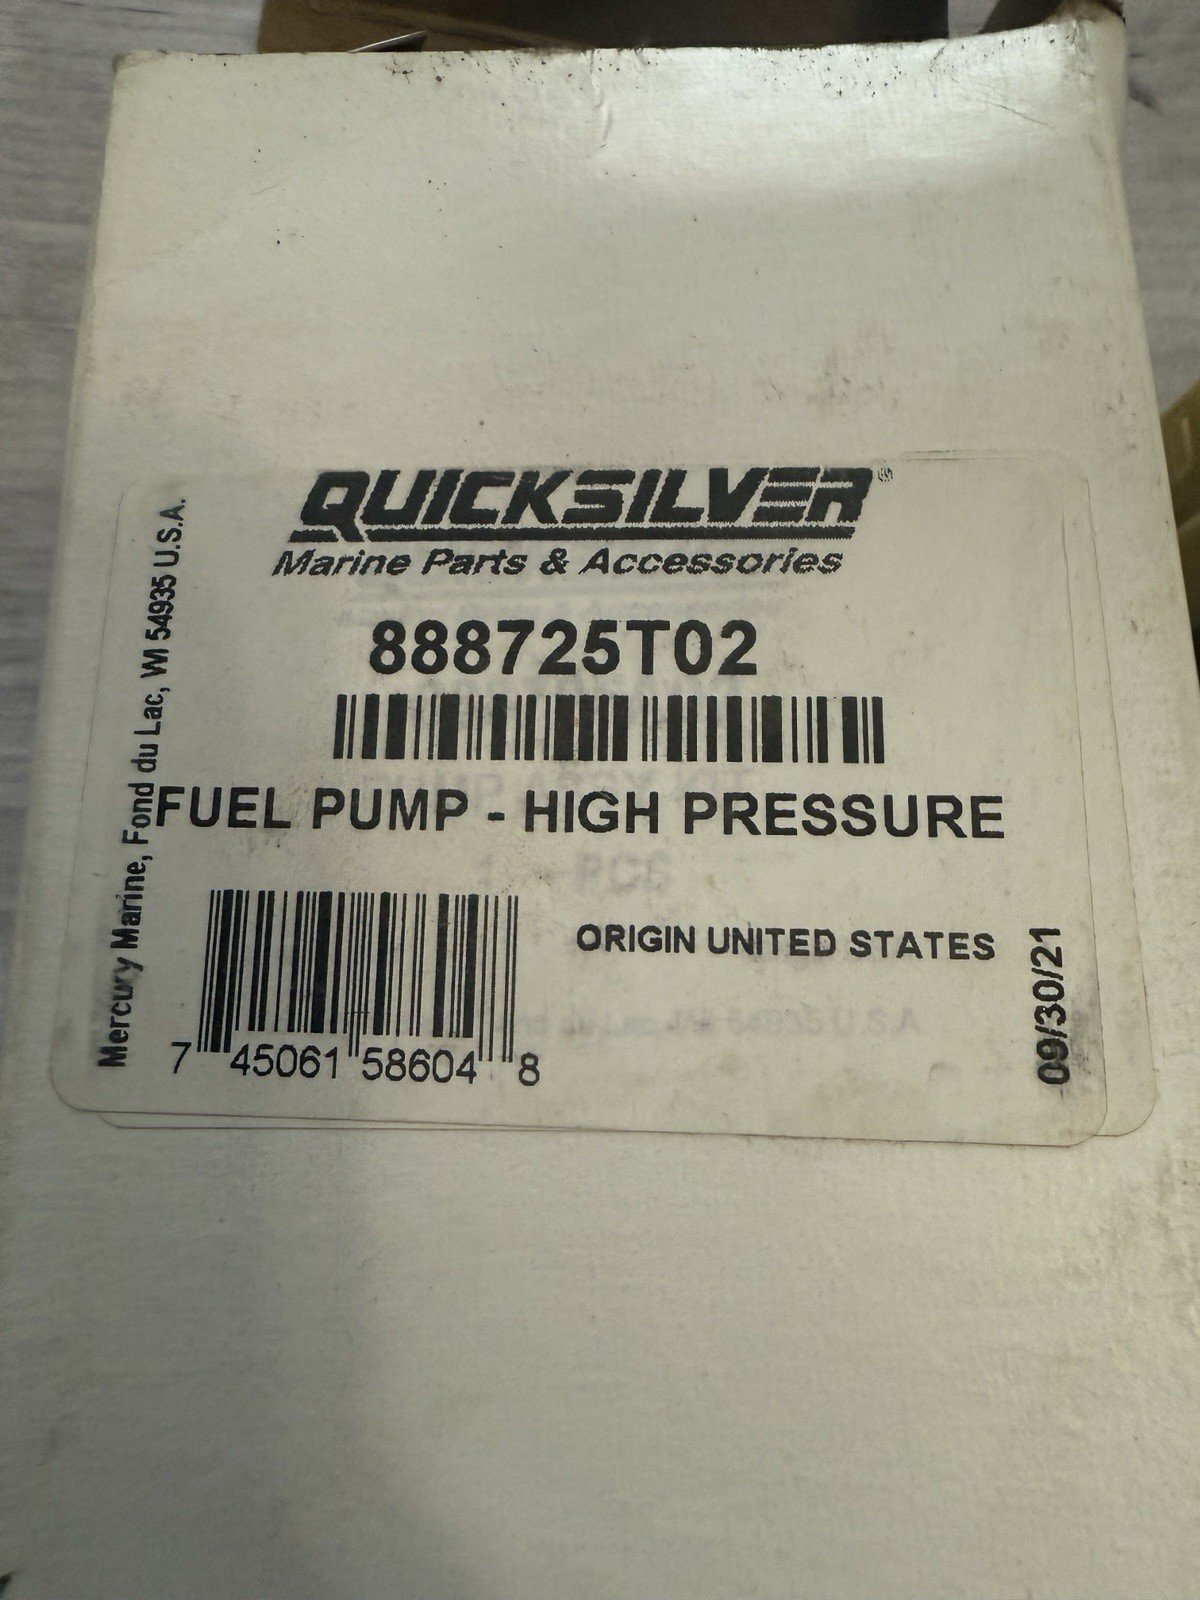 QUICKSILVER®
Marine Parts & Accessories
888725T02
FUEL PUMP - HIGH PRESSURE
ORIGIN UNITED STATES
7 45061 58604 8
09/30/21
Mercury Marine, Fond du Lac, WI 54935 U.S.A.